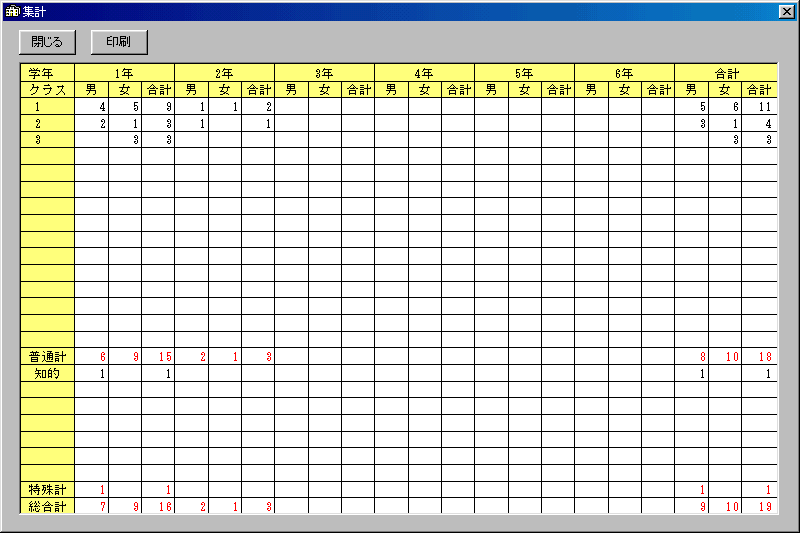 集計
閉じる 印刷
学年 1年 2年 3年 4年 5年 6年 合計
クラス 男 女 合計 男 女 合計 男 女 合計 男 女 合計 男 女 合計 男 女 合計 男 女 合計
1 4 5 9 1 1 2 5 6 11
2 2 1 3 1 1 3 1 4
3 3 3 3 3
普通計 6 9 15 2 1 3 8 10 18
知的 1 1 1 1
特殊計 1 1 1 1
総合計 7 9 16 2 1 3 9 10 19